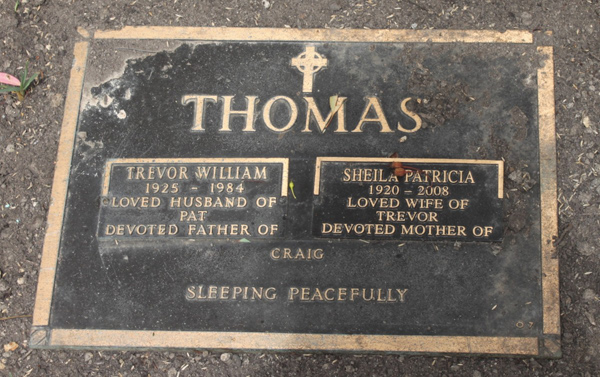 THOMAS
TREVOR WILLIAM
1925 - 1984
LOVED HUSBAND OF
PAT
DEVOTED FATHER OF
SHEILA PATRICIA
1920 - 2008
LOVED WIFE OF
TREVOR
DEVOTED MOTHER OF
CRAIG
SLEEPING PEACEFULLY